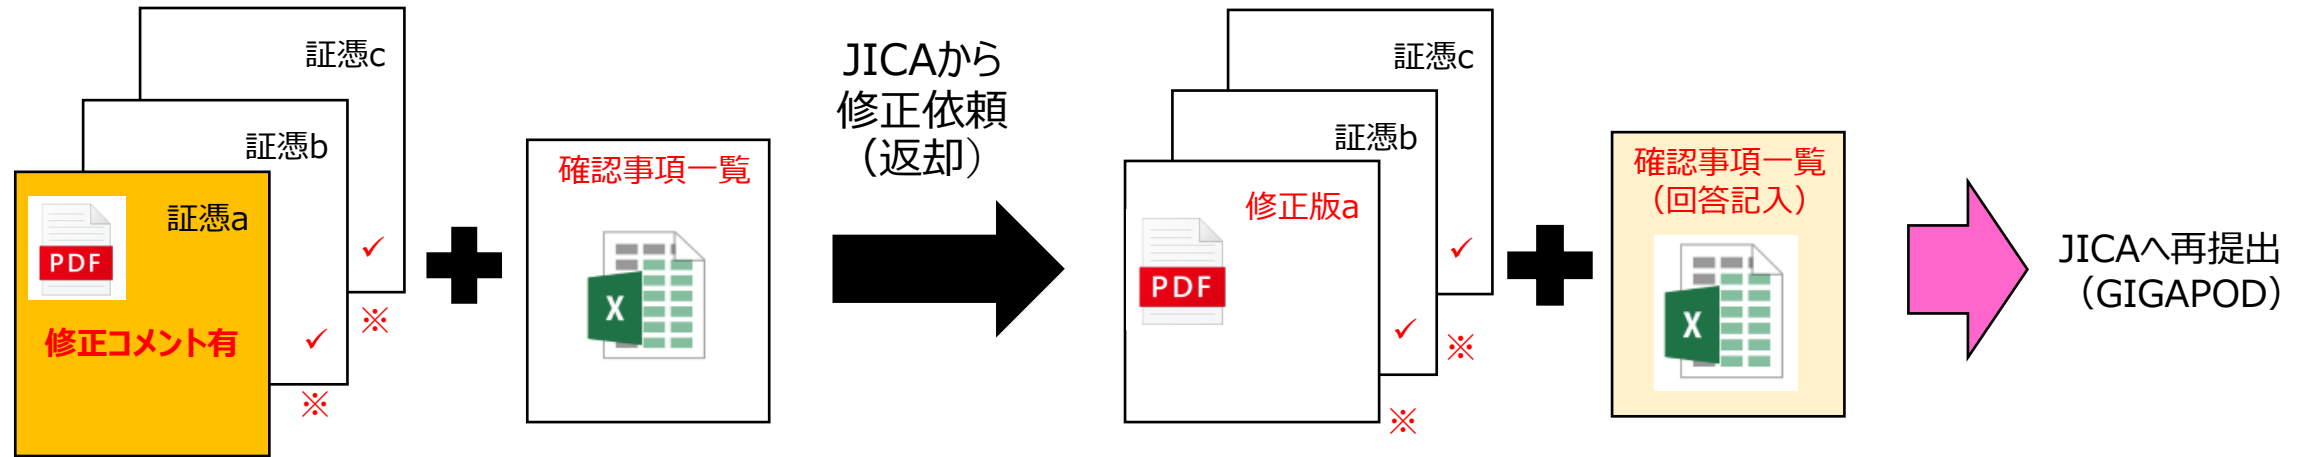 証憑c
証憑b
証憑a
PDF
修正コメント有
✓
※
✓
※
確認事項一覧
X
JICAから
修正依頼
（返却）
証憑c
証憑b
修正版a
PDF
✓
※
✓
※
確認事項一覧
（回答記入）
X
JICAへ再提出
（GIGAPOD）